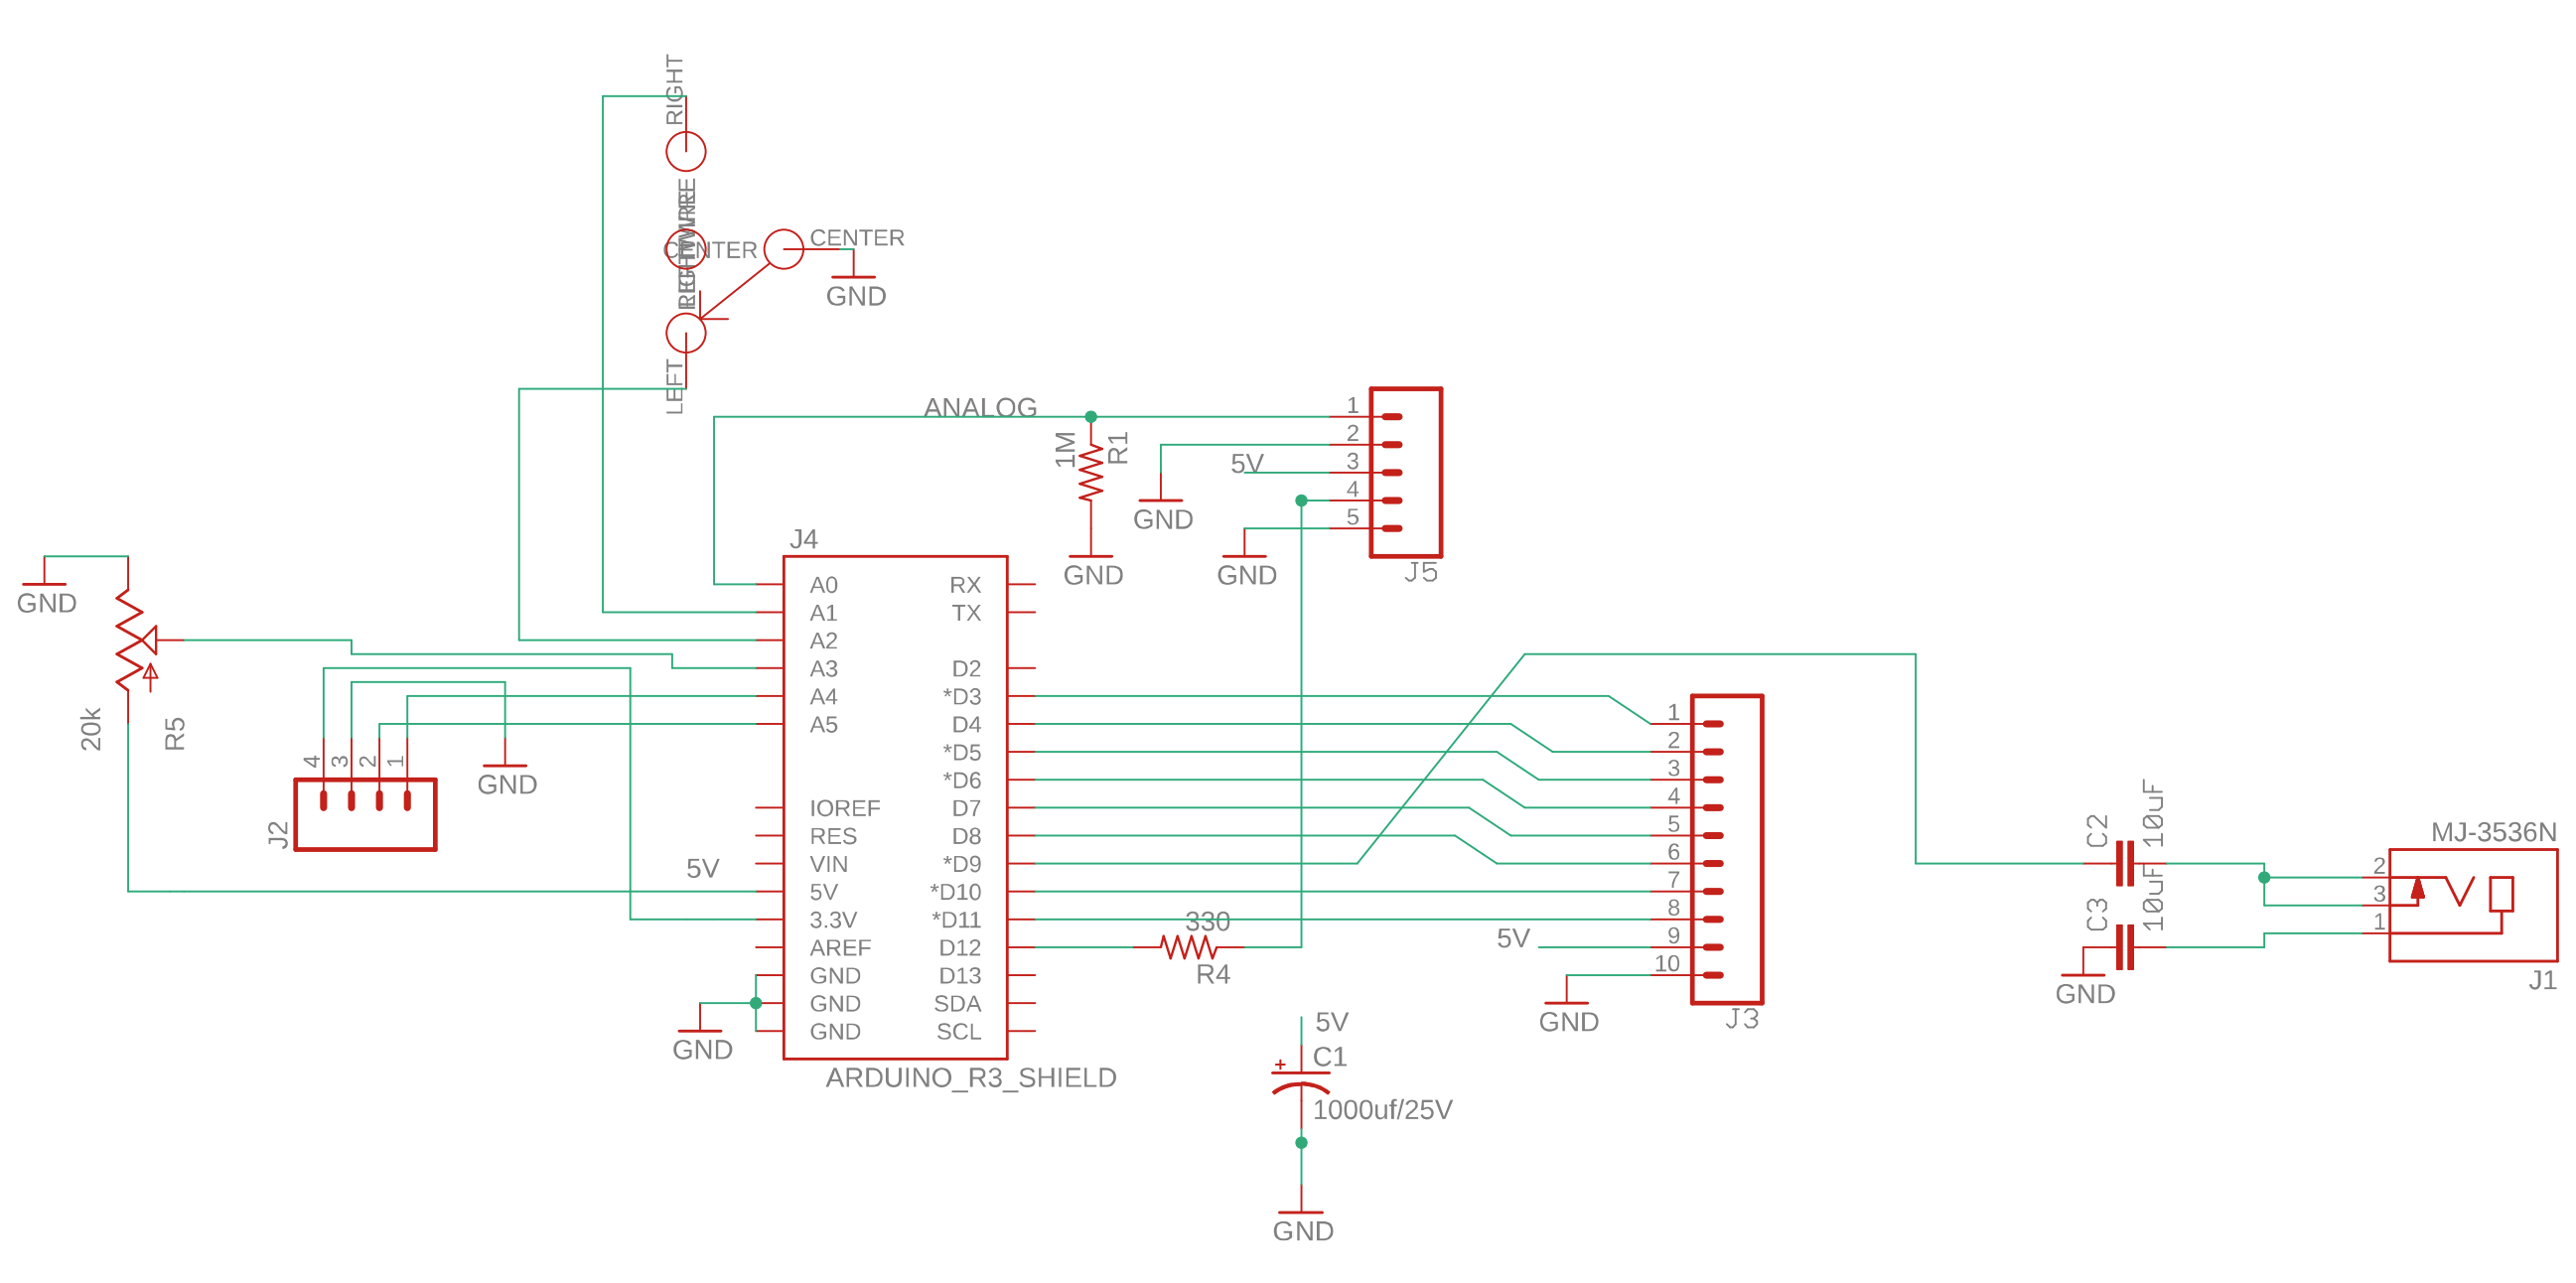 RIGHT
CENTER
CENTER
GND
LEFT
ANALOG
1M
R1
GND
GND
5V
GND
1
2
3
4
5
J5
GND
20k
R5
J2
4
3
2
1
GND
J4
A0
A1
A2
A3
A4
A5
IOREF
RES
VIN
5V
3.3V
AREF
GND
GND
GND
RX
TX
D2
*D3
D4
*D5
*D6
D7
D8
*D9
*D10
*D11
D12
D13
SDA
SCL
5V
GND
ARDUINO_R3_SHIELD
330
R4
5V
C1
+
1000uf/25V
GND
1
2
3
4
5
6
7
8
9
10
5V
GND
J3
C2
10uF
C3
10uF
GND
MJ-3536N
2
3
1
J1